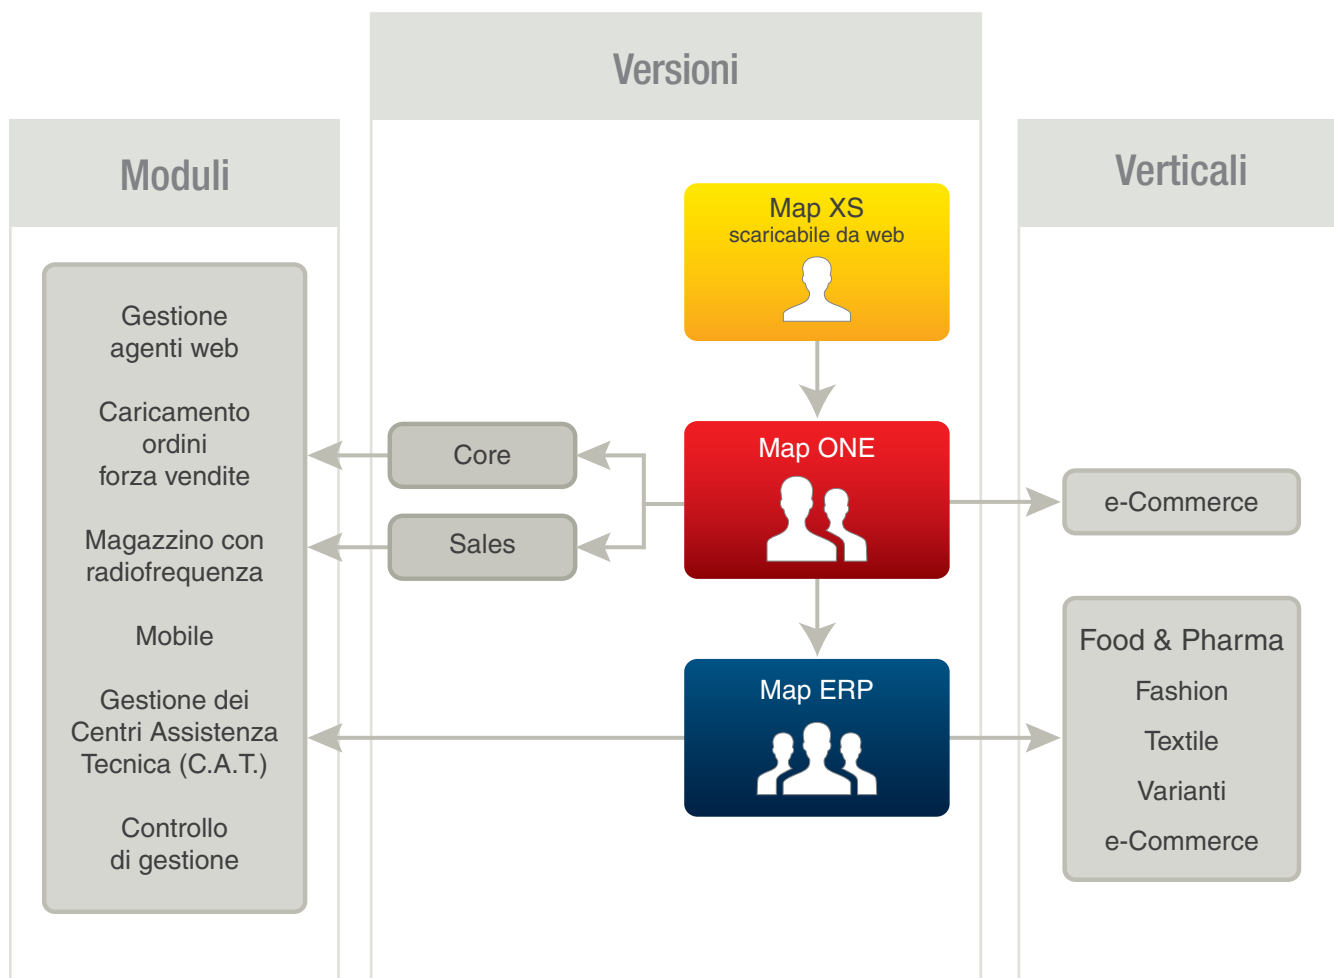 Versioni
Moduli
Verticali
Gestione
agenti web
Caricamento
ordini
forza vendite
Magazzino con
radiofrequenza
Mobile
Gestione dei
Centri Assistenza
Tecnica (C.A.T.)
Controllo
di gestione
Map XS
scaricabile da web
Core
Sales
Map ONE
Map ERP
e-Commerce
Food & Pharma
Fashion
Textile
Varianti
e-Commerce